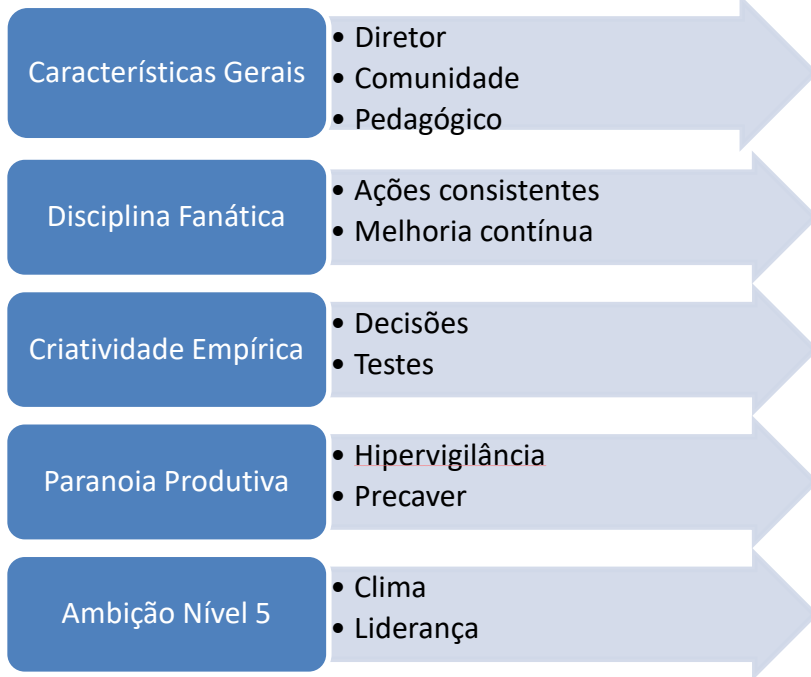 Características Gerais
• Diretor
• Comunidade
• Pedagógico
Disciplina Fanática
• Ações consistentes
• Melhoria contínua
Criatividade Empírica
• Decisões
• Testes
Paranoia Produtiva
• Hipervigilância
• Precaver
Ambição Nível 5
• Clima
• Liderança